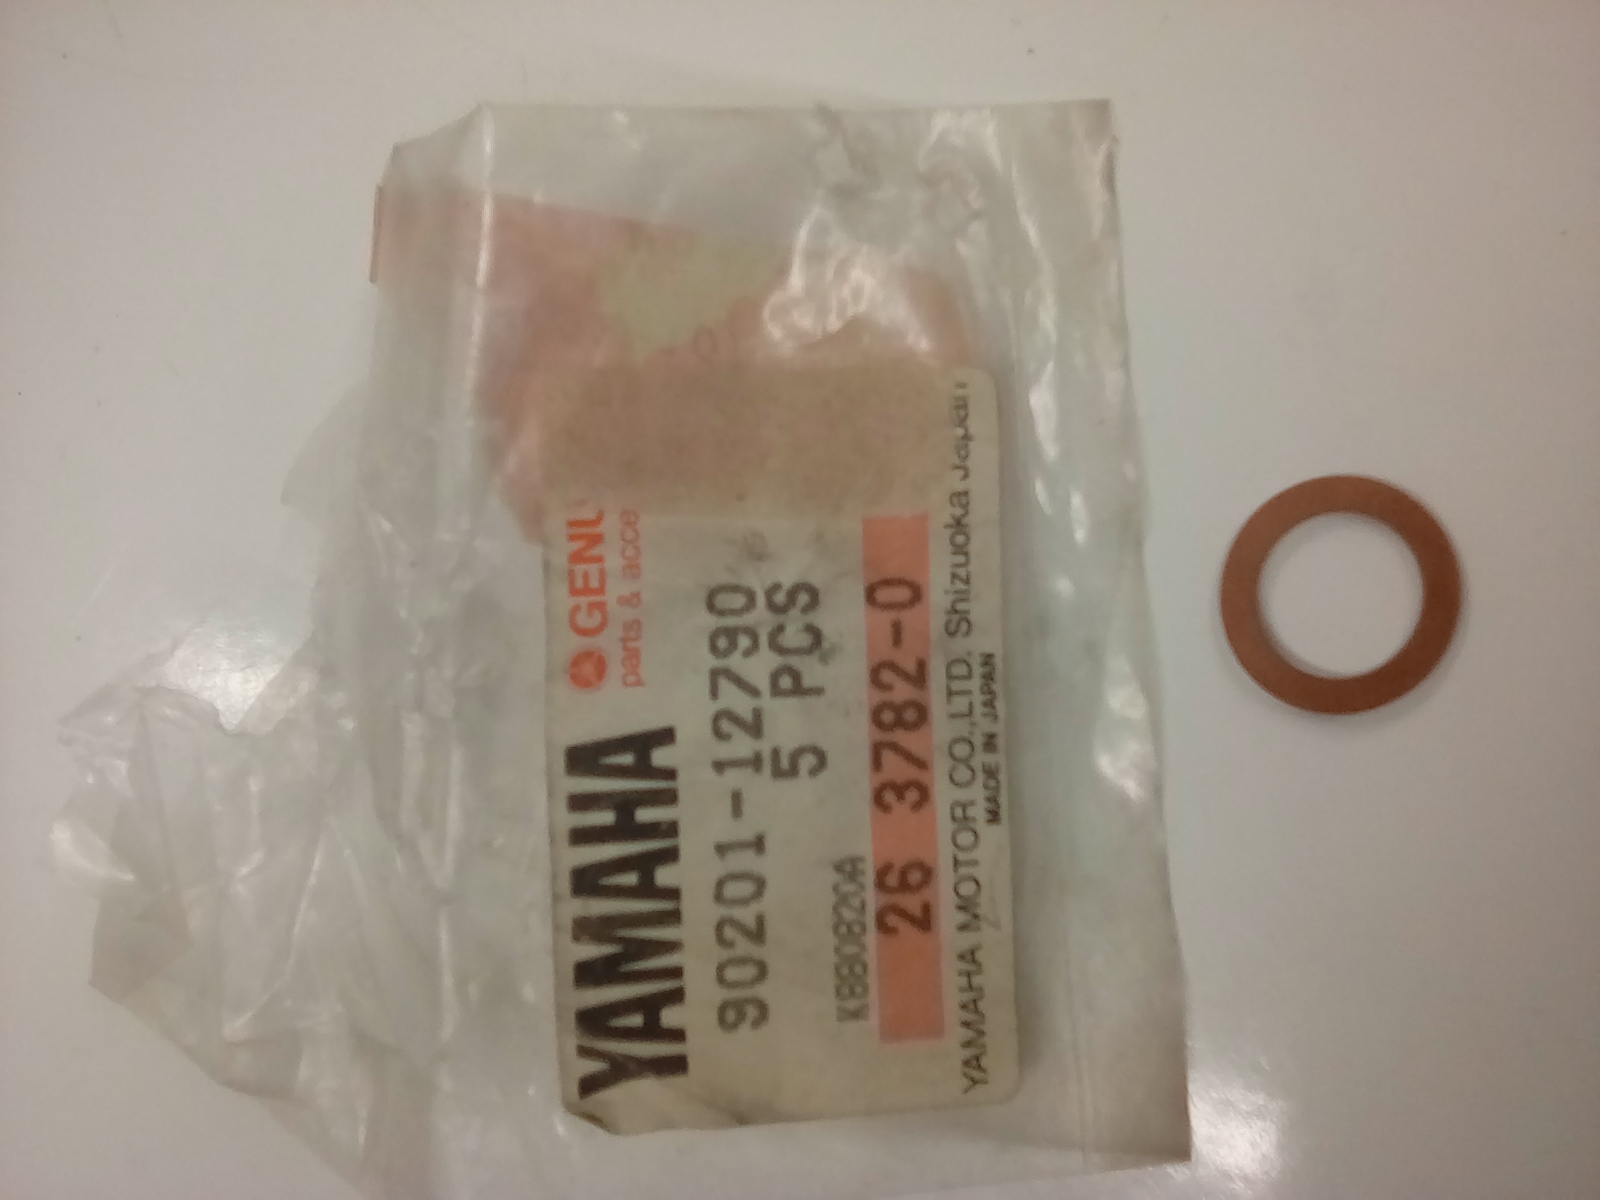 YAMAHA GENU
parts & acce
90201-12790
5 PCS
K880820A
26 3782-0
YAMAHA MOTOR CO.,LTD. Shizuoka Japan
MADE IN JAPAN